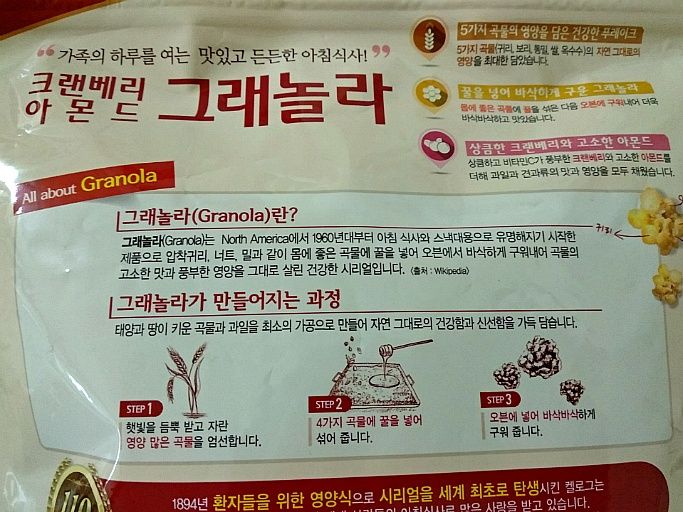 ❝ 가족의 하루를 여는 맛있고 든든한 아침식사! ❞
크랜베리
아몬드
그래놀라
5가지 곡물의 영양을 담은 건강한 푸레이크
5가지 곡물(귀리, 보리, 통밀, 쌀, 옥수수)의 자연 그대로의
영양을 최대한 담았습니다.
꿀을 넣어 바삭하게 구운 그래놀라
몸에 좋은 곡물에 꿀을 섞은 다음 오븐에 구워내어 더욱
바삭바삭하고 맛있습니다.
상큼한 크랜베리와 고소한 아몬드
상큼하고 비타민C가 풍부한 크랜베리와 고소한 아몬드를
더해 과일과 견과류의 맛과 영양을 모두 채웠습니다.
All about Granola
그래놀라(Granola)란?
그래놀라(Granola)는 North America에서 1960년대부터 아침 식사와 스낵대용으로 유명해지기 시작한
제품으로 압착귀리, 너트, 밀과 같이 몸에 좋은 곡물에 꿀을 넣어 오븐에서 바삭하게 구워내어 곡물의
고소한 맛과 풍부한 영양을 그대로 살린 건강한 시리얼입니다. (출처 : Wikipedia)
귀리
그래놀라가 만들어지는 과정
태양과 땅이 키운 곡물과 과일을 최소의 가공으로 만들어 자연 그대로의 건강함과 신선함을 가득 담습니다.
STEP 1
햇빛을 듬뿍 받고 자란
영양 많은 곡물을 엄선합니다.
STEP 2
4가지 곡물에 꿀을 넣어
섞어 줍니다.
STEP 3
오븐에 넣어 바삭바삭하게
구워 줍니다.
110
1894년 환자들을 위한 영양식으로 시리얼을 세계 최초로 탄생시킨 켈로그는
아침식사로 많은 사랑을 받고 있습니다.